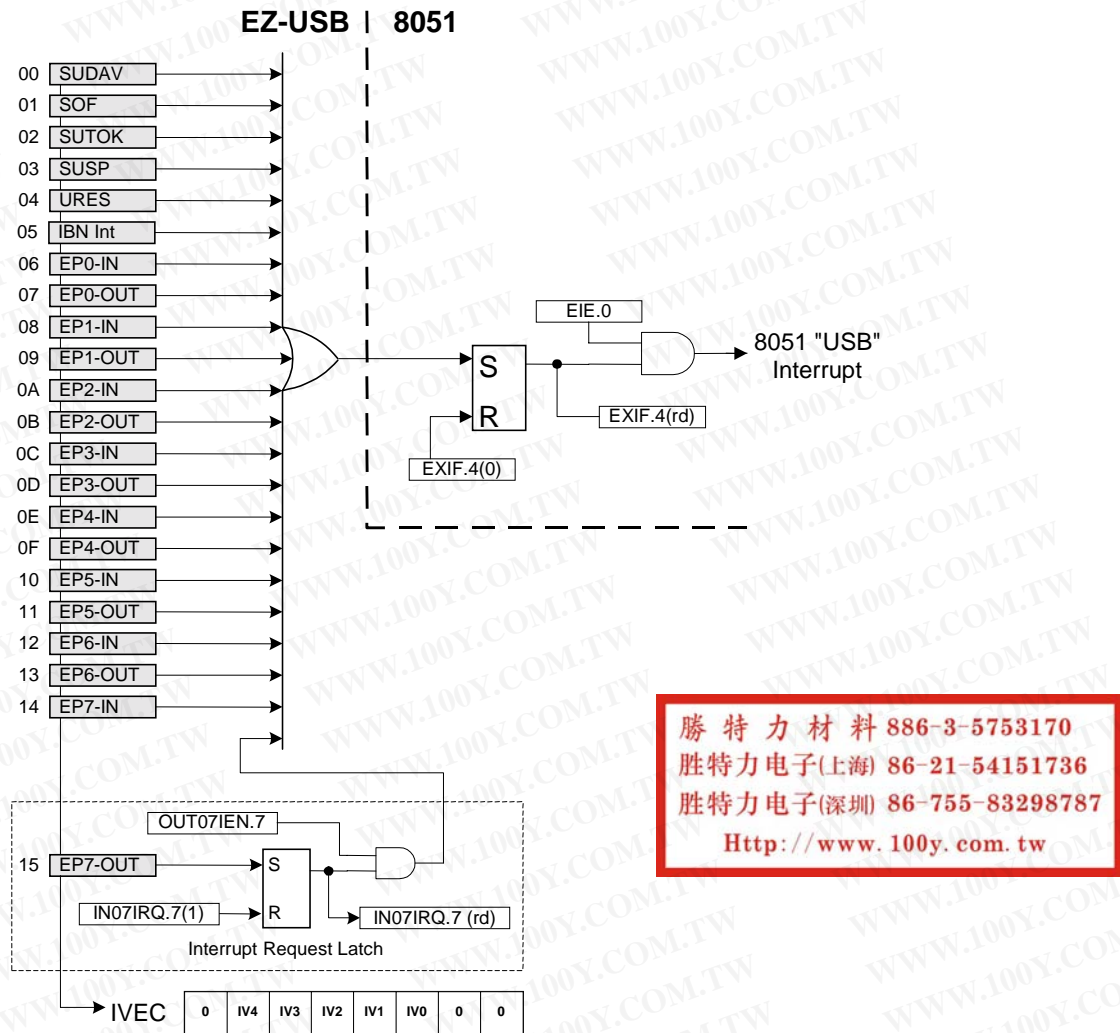 EZ-USB | 8051
00 SUDAV
01 SOF
02 SUTOK
03 SUSP
04 URES
05 IBN Int
06 EP0-IN
07 EP0-OUT
08 EP1-IN
09 EP1-OUT
0A EP2-IN
0B EP2-OUT
0C EP3-IN
0D EP3-OUT
0E EP4-IN
0F EP4-OUT
10 EP5-IN
11 EP5-OUT
12 EP6-IN
13 EP6-OUT
14 EP7-IN
EIE.0
S
R
EXIF.4(rd)
EXIF.4(0)
8051 "USB"
Interrupt
勝特力材料 886-3-5753170
胜特力电子(上海) 86-21-54151736
胜特力电子(深圳) 86-755-83298787
Http://www.100y.com.tw
OUT07IEN.7
15 EP7-OUT
S
R
IN07IRQ.7(1)
IN07IRQ.7 (rd)
Interrupt Request Latch
IVEC 0 IV4 IV3 IV2 IV1 IV0 0 0
WWW.100Y.COM.TW